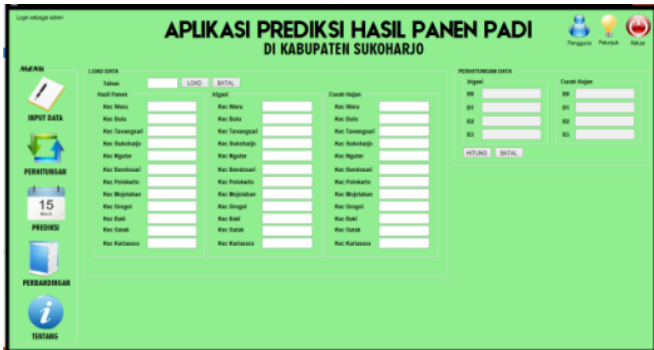 Login sebagai admin
APLIKASI PREDIKSI HASIL PANEN PADI
DI KABUPATEN SUKOHARJO
Pengguna Petunjuk Keluar
MENU
INPUT DATA
PERHITUNGAN
15
March
PREDIKSI
PERBANDINGAN
TENTANG
LOAD DATA
Tahun LOAD BATAL
Hasil Panen Irigasi Curah Hujan
Kec Weru Kec Weru Kec Weru
Kec Bulu Kec Bulu Kec Bulu
Kec Tawangsari Kec Tawangsari Kec Tawangsari
Kec Sukoharjo Kec Sukoharjo Kec Sukoharjo
Kec Nguter Kec Nguter Kec Nguter
Kec Bendosari Kec Bendosari Kec Bendosari
Kec Polokarto Kec Polokarto Kec Polokarto
Kec Mojolaban Kec Mojolaban Kec Mojolaban
Kec Grogol Kec Grogol Kec Grogol
Kec Baki Kec Baki Kec Baki
Kec Gatak Kec Gatak Kec Gatak
Kec Kartasura Kec Kartasura Kec Kartasura
PERHITUNGAN DATA
Irigasi Curah Hujan
B0 B0
B1 B1
B2 B2
B3 B3
HITUNG BATAL